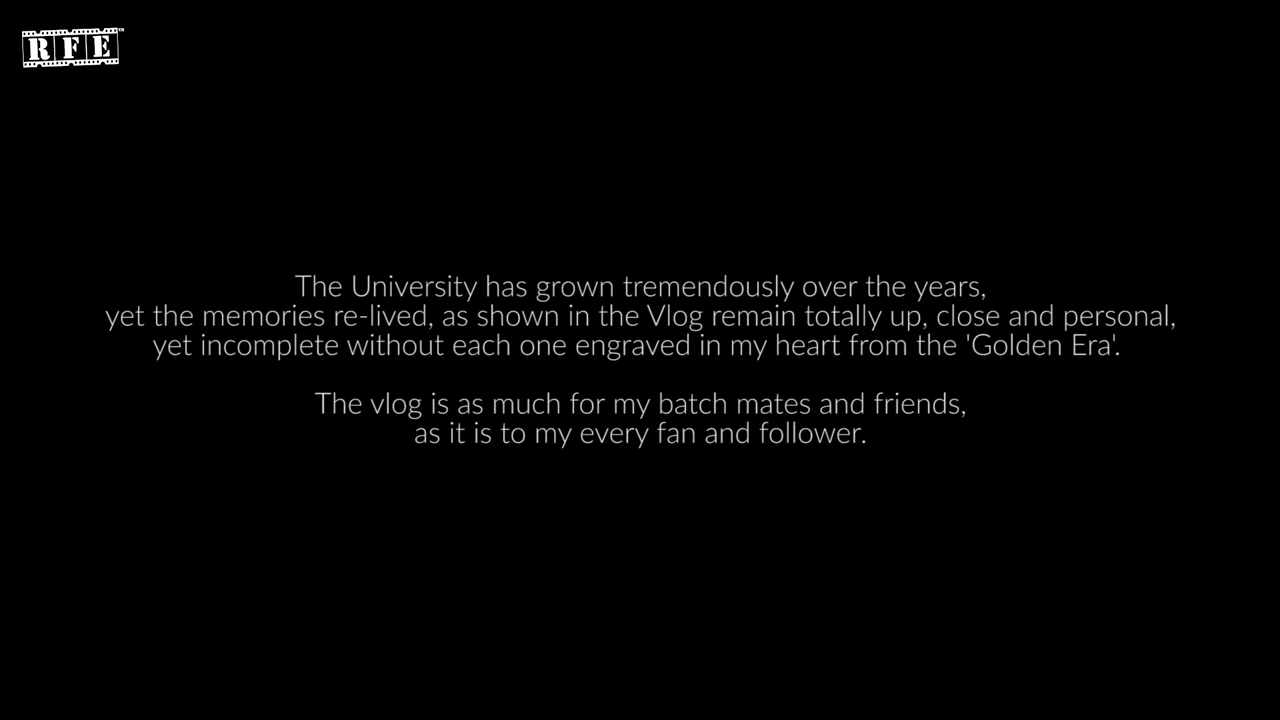 RFE™
The University has grown tremendously over the years,
yet the memories re-lived, as shown in the Vlog remain totally up, close and personal,
yet incomplete without each one engraved in my heart from the 'Golden Era'.
The vlog is as much for my batch mates and friends,
as it is to my every fan and follower.